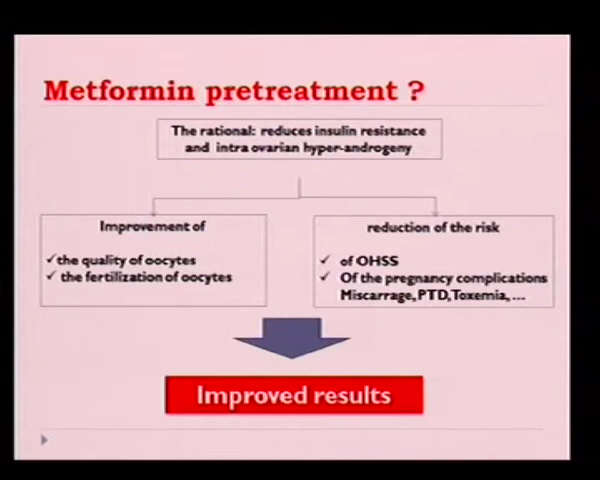 Metformin pretreatment ?
The rational: reduces insulin resistance
and intra ovarian hyper-androgeny
Improvement of
✓the quality of oocytes
✓ the fertilization of oocytes
reduction of the risk
✓ of OHSS
✓ Of the pregnancy complications
Miscarrage, PTD, Toxemia, ...
Improved results